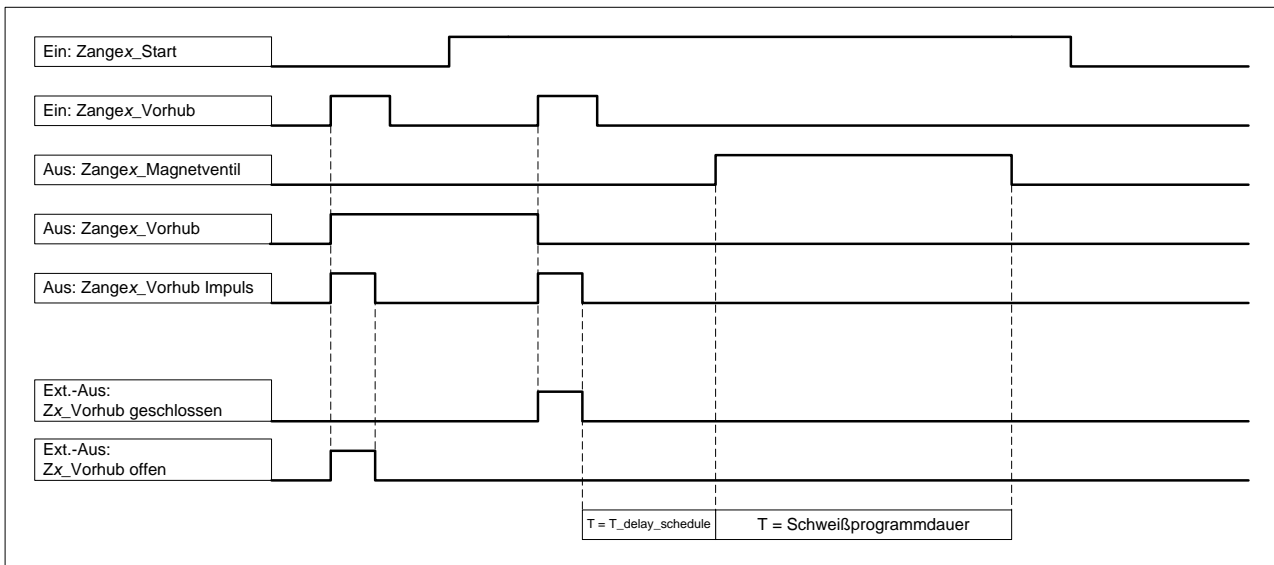 Ein: Zangex_Start
Ein: Zangex_Vorhub
Aus: Zangex_Magnetventil
Aus: Zangex_Vorhub
Aus: Zangex_Vorhub Impuls
Ext.-Aus:
Zx_Vorhub geschlossen
Ext.-Aus:
Zx_Vorhub offen
T = T_delay_schedule
T = Schweißprogrammdauer